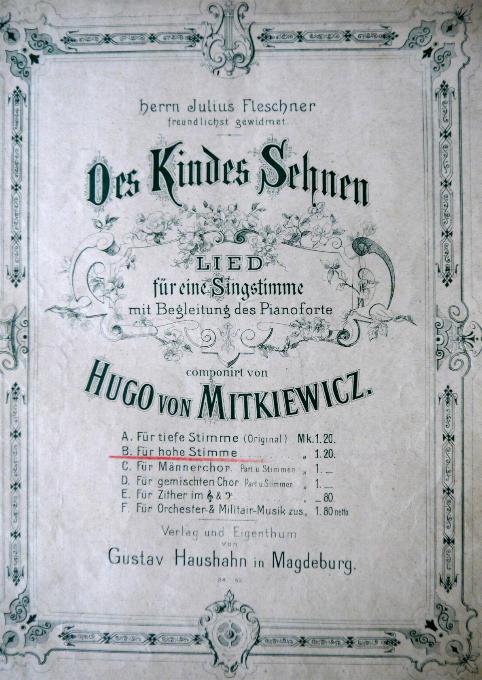 Herrn Julius Fleschner
freundlichst gewidmet.
Des Kindes Sehnen
LIED
für eine Singstimme
mit Begleitung des Pianoforte
componirt von
HUGO VON MITKIEWICZ.
A. Für tiefe Stimme (Original) Mk. 1.20.
B. Für hohe Stimme „ 1.20.
C. Für Männerchor. Part u. Stimmen „ 1. _
D. Für gemischten Chor Part u. Stimmen „ 1. _
E. Für Zither im 𝄞 & 𝄢 „ _ 80
F. Für Orchester- & Militair-Musik zus. „ 1. 80 netto
Verlag und Eigenthum
von
Gustav Haushahn in Magdeburg.